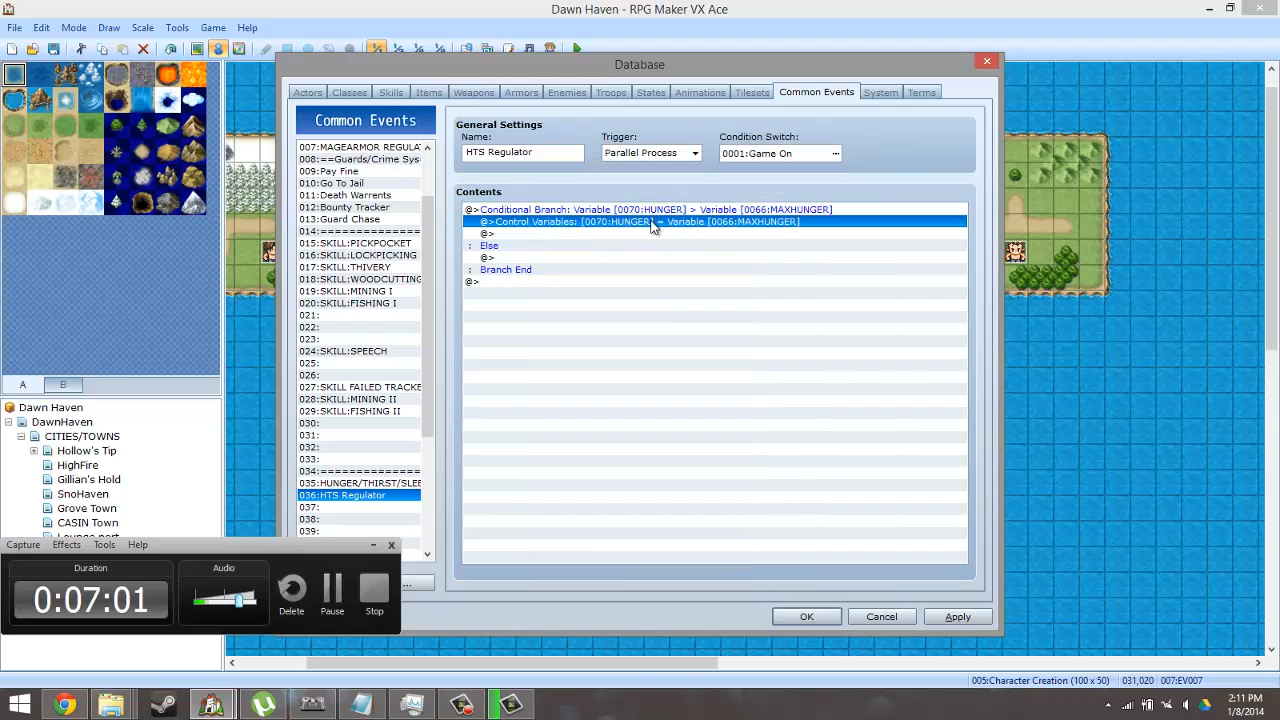 Dawn Haven - RPG Maker VX Ace
File Edit Mode Draw Scale Tools Game Help
Database
Actors Classes Skills Items Weapons Armors Enemies Troops States Animations Tilesets Common Events System Terms
Common Events
007:MAGEARMOR REGULAT
008:==Guards/Crime Sys=
009:Pay Fine
010:Go To Jail
011:Death Warrents
012:Bounty Tracker
013:Guard Chase
014:================
015:SKILL:PICKPOCKET
016:SKILL:LOCKPICKING
017:SKILL:THIVERY
018:SKILL:WOODCUTTING
019:SKILL:MINING I
020:SKILL:FISHING I
021:
022:
023:
024:SKILL:SPEECH
025:
026:
027:SKILL FAILED TRACKE
028:SKILL:MINING II
029:SKILL:FISHING II
030:
031:
032:
033:
034:================
035:HUNGER/THIRST/SLEE
036:HTS Regulator
037:
038:
039:
...
General Settings
Name:
HTS Regulator
Trigger:
Parallel Process
Condition Switch:
0001:Game On
...
Contents
@>Conditional Branch: Variable [0070:HUNGER] > Variable [0066:MAXHUNGER]
@>Control Variables: [0070:HUNGER] = Variable [0066:MAXHUNGER]
@>
: Else
@>
: Branch End
@>
OK Cancel Apply
A B
Dawn Haven
DawnHaven
CITIES/TOWNS
Hollow's Tip
HighFire
Gillian's Hold
SnoHaven
Grove Town
CASIN Town
Capture Effects Tools Help
Duration
0:07:01
Audio
Delete
Pause
Stop
005:Character Creation (100 x 50) 031,020 007:EV007
2:11 PM
1/8/2014